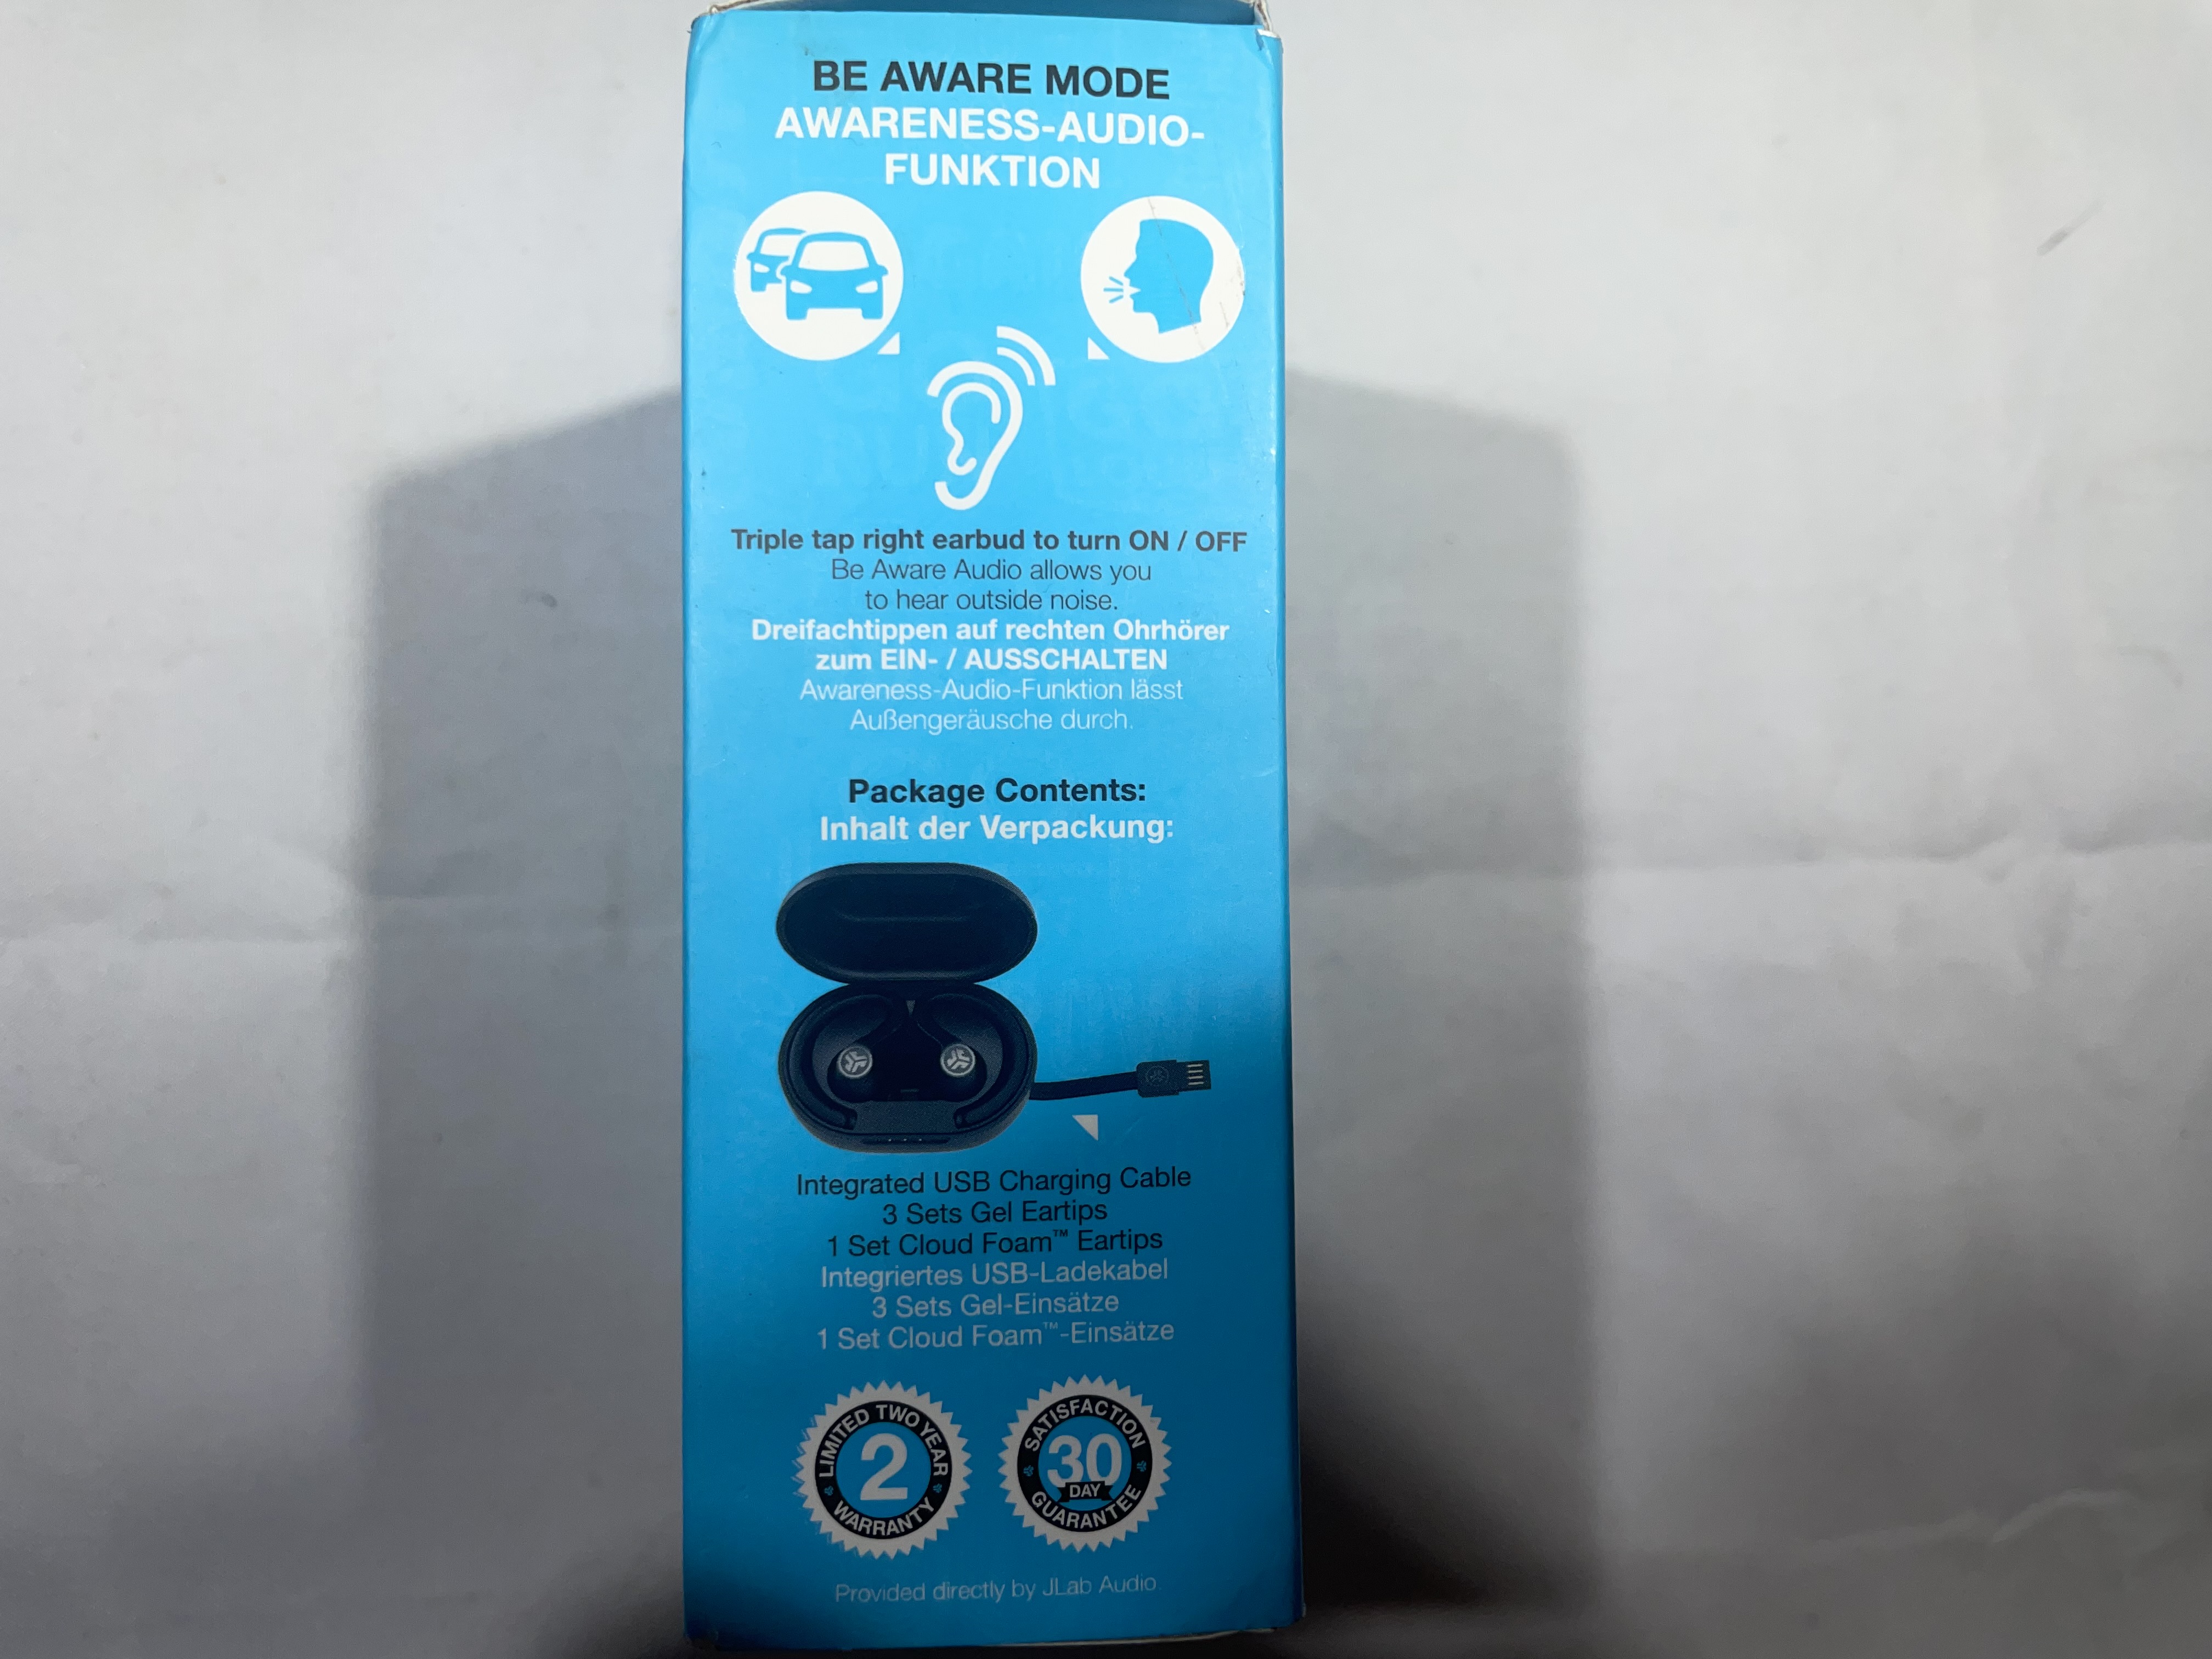 BE AWARE MODE
AWARENESS-AUDIO-
FUNKTION
Triple tap right earbud to turn ON / OFF
Be Aware Audio allows you
to hear outside noise.
Dreifachtippen auf rechten Ohrhörer
zum EIN- / AUSSCHALTEN
Awareness-Audio-Funktion lässt
Außengeräusche durch.
Package Contents:
Inhalt der Verpackung:
Integrated USB Charging Cable
3 Sets Gel Eartips
1 Set Cloud Foam™ Eartips
Integriertes USB-Ladekabel
3 Sets Gel-Einsätze
1 Set Cloud Foam™-Einsätze
LIMITED TWO YEAR
2
WARRANTY
SATISFACTION
30
DAY
GUARANTEE
Provided directly by JLab Audio